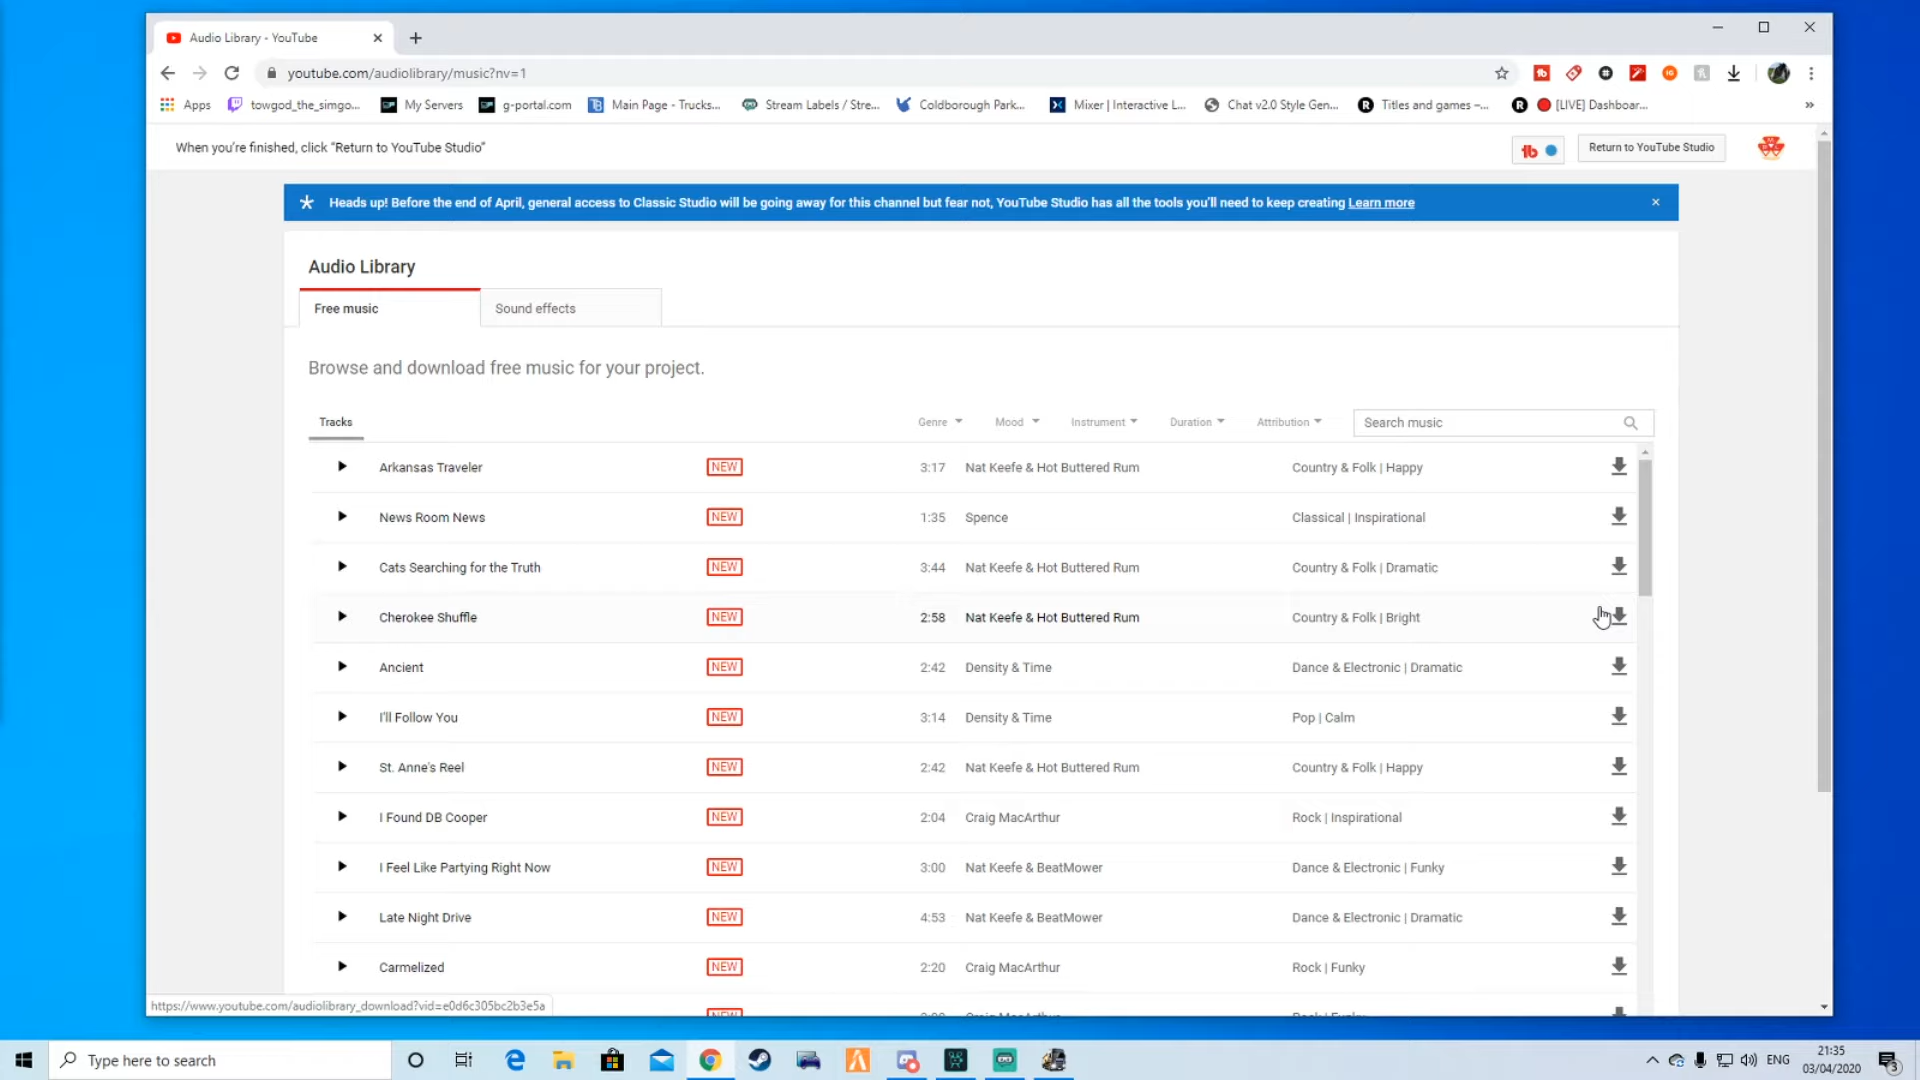 Audio Library - YouTube
youtube.com/audiolibrary/music?nv=1
Apps towgod_the_simgo... My Servers g-portal.com Main Page - Trucks... Stream Labels / Stre... Coldborough Park... Mixer | Interactive L... Chat v2.0 Style Gen... Titles and games –... [LIVE] Dashboar... »
When you're finished, click "Return to YouTube Studio"
Return to YouTube Studio
Heads up! Before the end of April, general access to Classic Studio will be going away for this channel but fear not, YouTube Studio has all the tools you'll need to keep creating Learn more
Audio Library
Free music Sound effects
Browse and download free music for your project.
Tracks Genre Mood Instrument Duration Attribution Search music
Arkansas Traveler NEW 3:17 Nat Keefe & Hot Buttered Rum Country & Folk | Happy
News Room News NEW 1:35 Spence Classical | Inspirational
Cats Searching for the Truth NEW 3:44 Nat Keefe & Hot Buttered Rum Country & Folk | Dramatic
Cherokee Shuffle NEW 2:58 Nat Keefe & Hot Buttered Rum Country & Folk | Bright
Ancient NEW 2:42 Density & Time Dance & Electronic | Dramatic
I'll Follow You NEW 3:14 Density & Time Pop | Calm
St. Anne's Reel NEW 2:42 Nat Keefe & Hot Buttered Rum Country & Folk | Happy
I Found DB Cooper NEW 2:04 Craig MacArthur Rock | Inspirational
I Feel Like Partying Right Now NEW 3:00 Nat Keefe & BeatMower Dance & Electronic | Funky
Late Night Drive NEW 4:53 Nat Keefe & BeatMower Dance & Electronic | Dramatic
Carmelized NEW 2:20 Craig MacArthur Rock | Funky
https://www.youtube.com/audiolibrary_download?vid=e0d6c305bc2b3e5a
Type here to search
ENG
21:35
03/04/2020